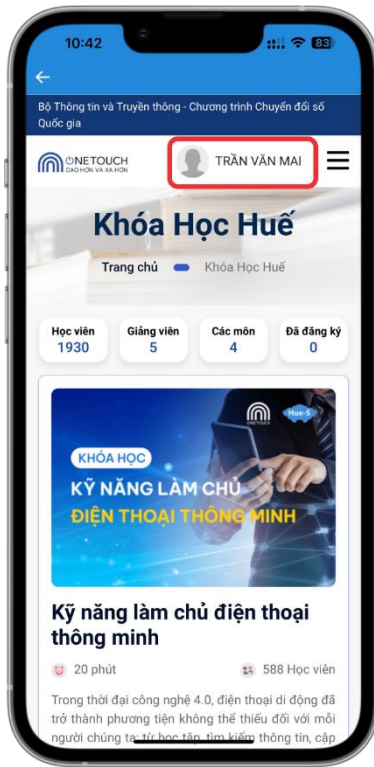 10:42
83
Bộ Thông tin và Truyền thông - Chương trình Chuyển đổi số
Quốc gia
ONETOUCH
CAO HƠN VÀ XA HƠN
TRẦN VĂN MAI
Khóa Học Huế
Trang chủ
Khóa Học Huế
Học viên
1930
Giảng viên
5
Các môn
4
Đã đăng ký
0
ONETOUCH
Hue-S
KHÓA HỌC
KỸ NĂNG LÀM CHỦ
ĐIỆN THOẠI THÔNG MINH
Kỹ năng làm chủ điện thoại
thông minh
20 phút
588 Học viên
Trong thời đại công nghệ 4.0, điện thoại di động đã
trở thành phương tiện không thể thiếu đối với mỗi
người chúng ta: từ học tập, tìm kiếm thông tin, cập